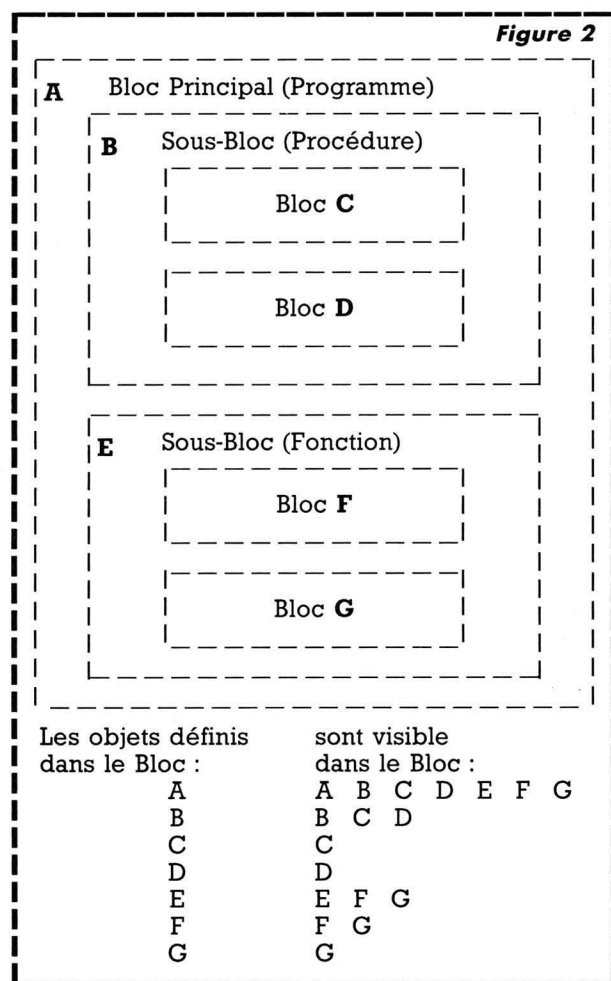 Figure 2
A Bloc Principal (Programme)
B Sous-Bloc (Procédure)
Bloc C
Bloc D
E Sous-Bloc (Fonction)
Bloc F
Bloc G
Les objets définis sont visible
dans le Bloc : dans le Bloc :
A A B C D E F G
B B C D
C C
D D
E E F G
F F G
G G